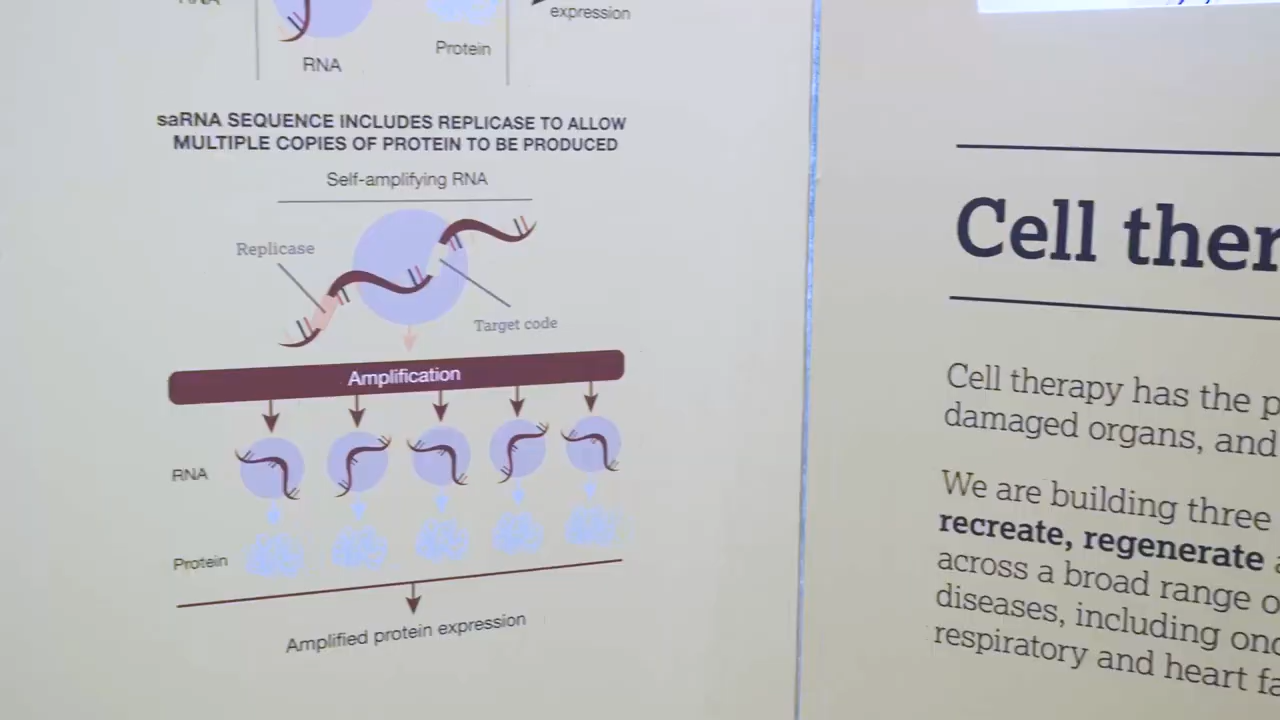 expression
Protein
RNA
saRNA SEQUENCE INCLUDES REPLICASE TO ALLOW
MULTIPLE COPIES OF PROTEIN TO BE PRODUCED
Self-amplifying RNA
Replicase
Target code
Amplification
RNA
Protein
Amplified protein expression
Cell ther
Cell therapy has the p
damaged organs, and
We are building three
recreate, regenerate
across a broad range o
diseases, including onc
respiratory and heart fa